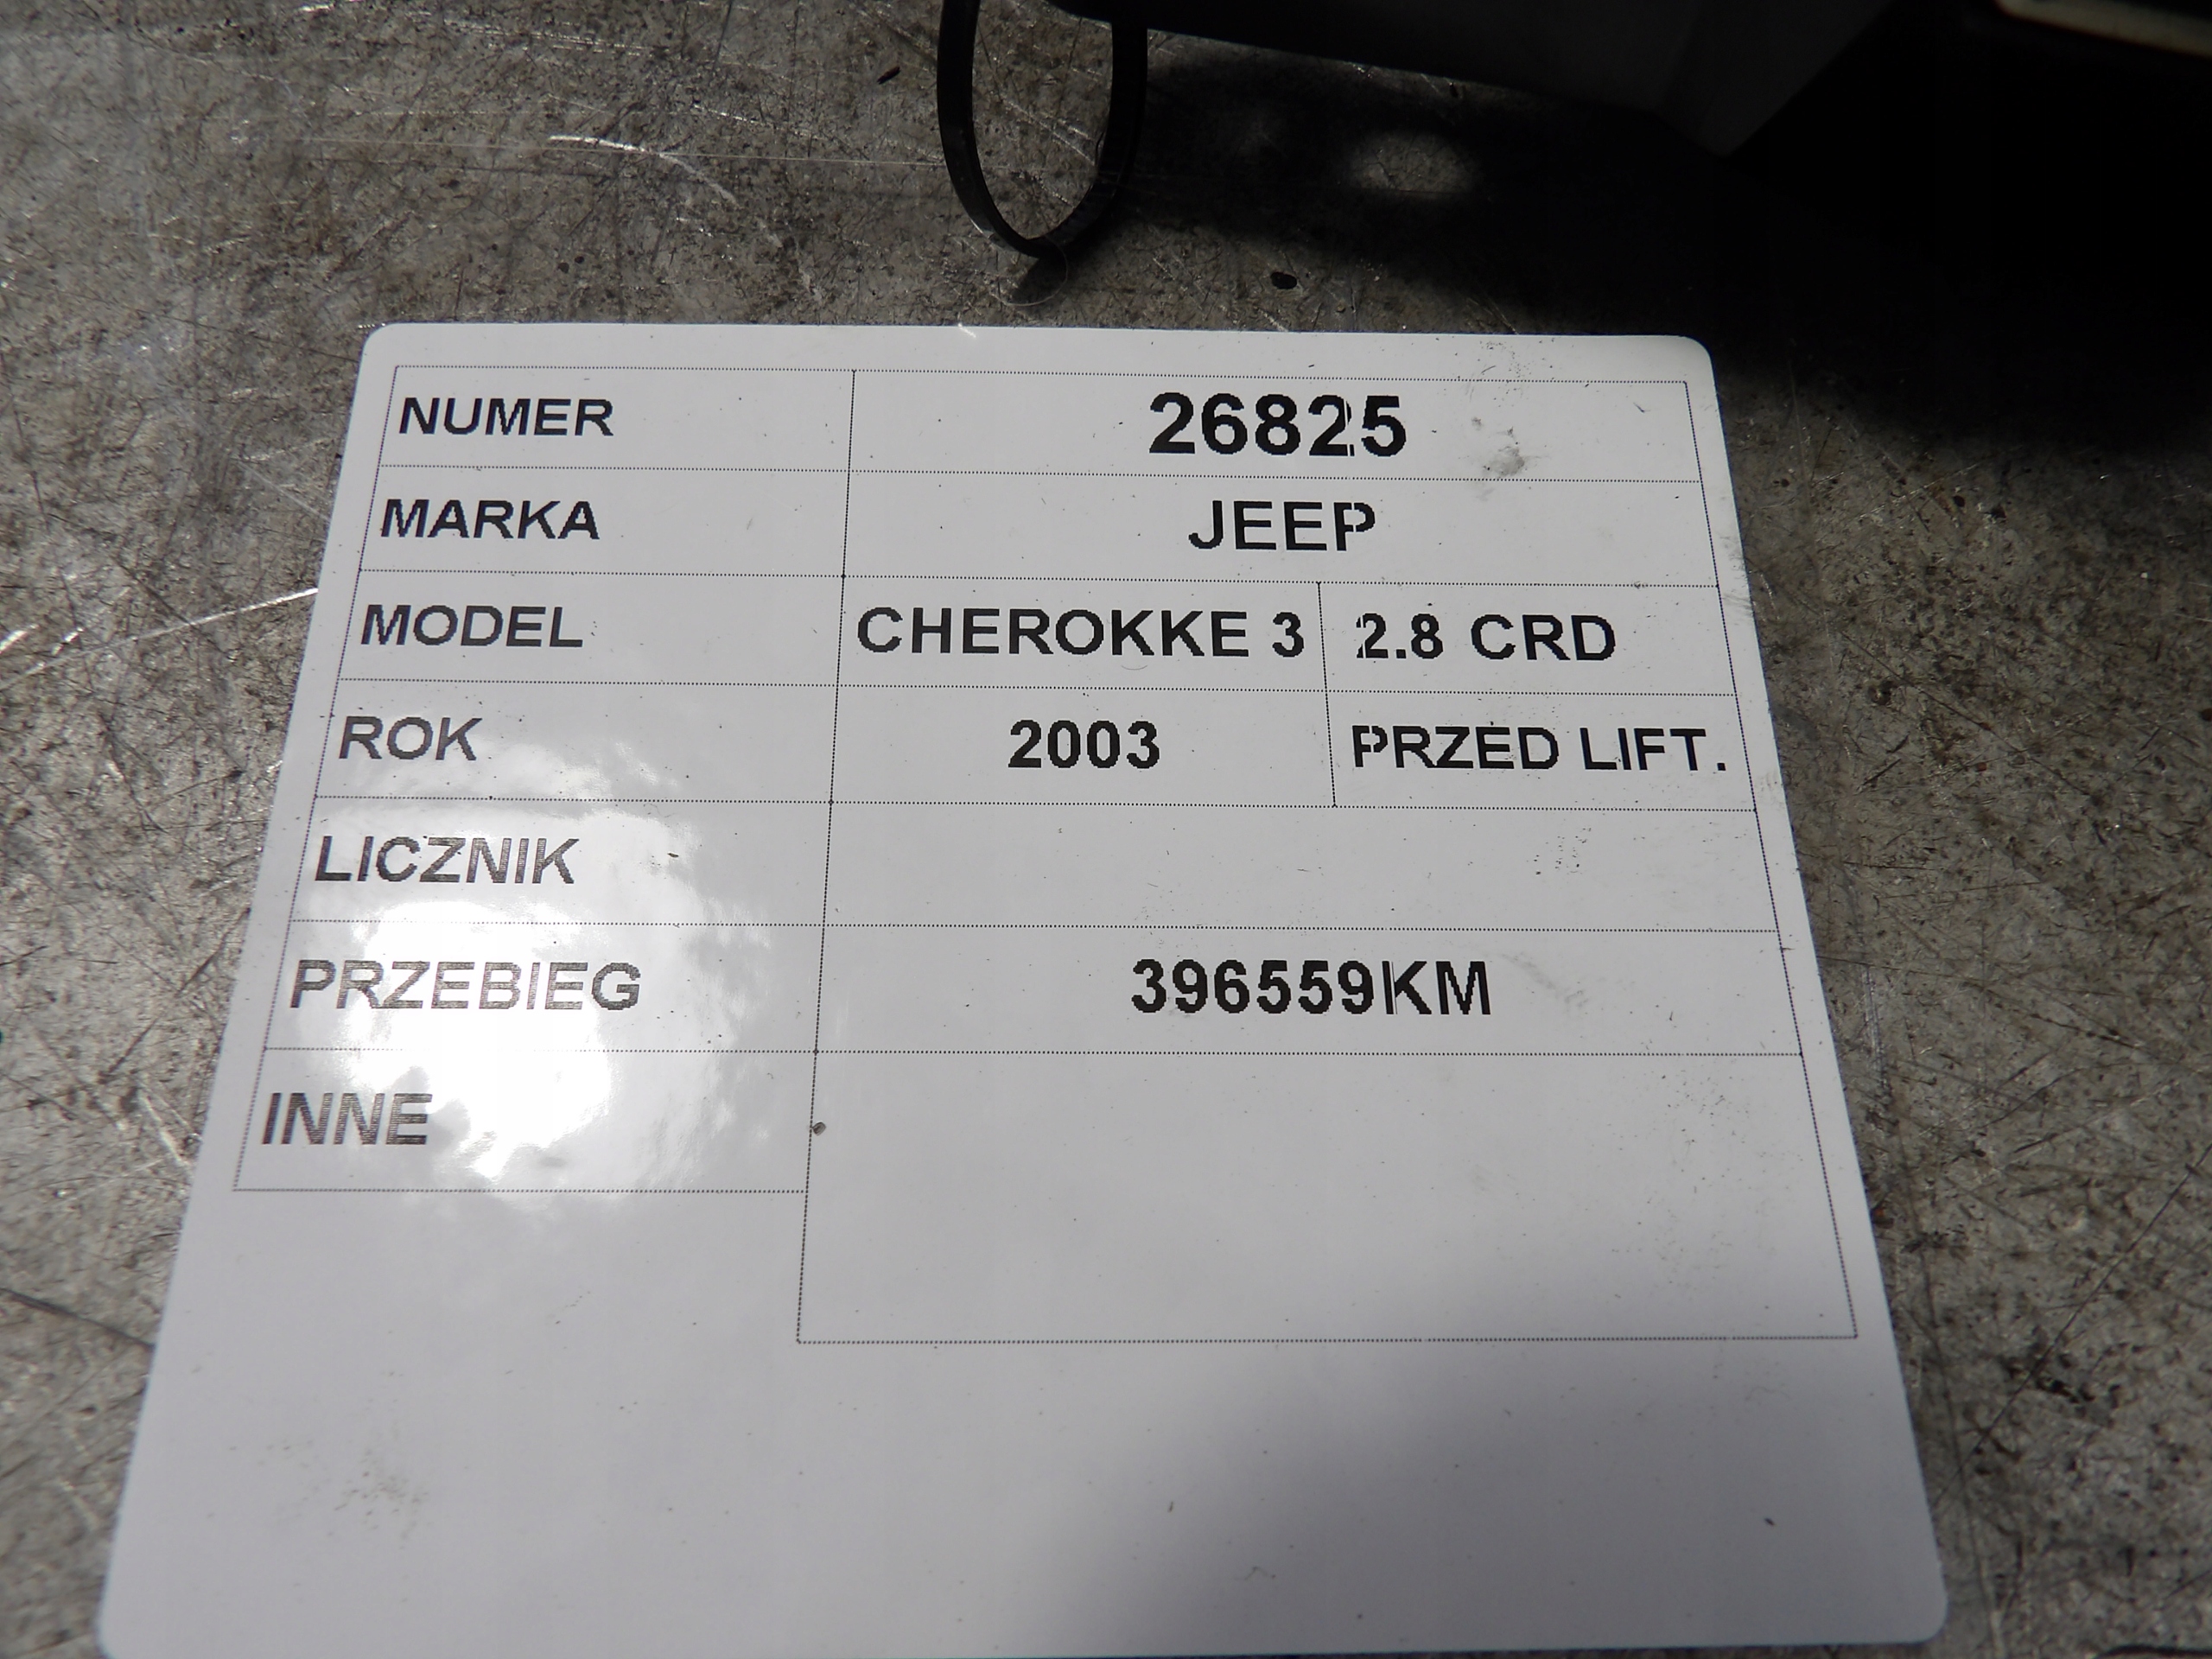 NUMER 26825
MARKA JEEP
MODEL CHEROKKE 3 2.8 CRD
ROK 2003 PRZED LIFT.
LICZNIK
PRZEBIEG 396559KM
INNE